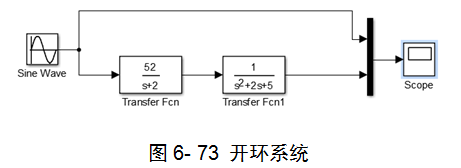 Sine Wave
52
s+2
Transfer Fcn
1
s²+2s+5
Transfer Fcn1
Scope
图 6- 73 开环系统